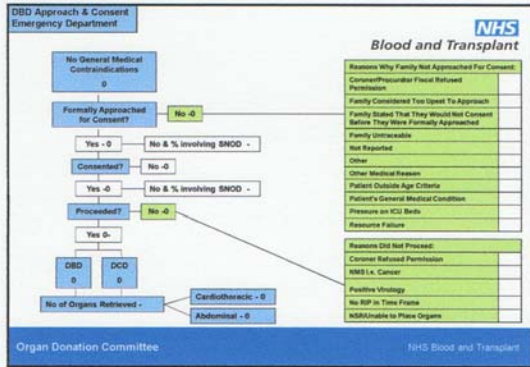 DBD Approach & Consent
Emergency Department
NHS
Blood and Transplant
No General Medical
Contraindications
0
Formally Approached
for Consent?
No -0
Yes - 0
No & % involving SNOD -
Consented?
No -0
Yes -0
No & % involving SNOD -
Proceeded?
No -0
Yes 0-
DBD
0
DCD
0
No of Organs Retrieved -
Cardiothoracic - 0
Abdominal - 0
Reasons Why Family Not Approached For Consent:
Coroner/Procurator Fiscal Refused
Permission
Family Considered Too Upset To Approach
Family Stated That They Would Not Consent
Before They Were Formally Approached
Family Untraceable
Not Reported
Other
Other Medical Reason
Patient Outside Age Criteria
Patient's General Medical Condition
Pressure on ICU Beds
Resource Failure
Reasons Did Not Proceed:
Coroner Refused Permission
NMS i.e. Cancer
Positive Virology
No RIP in Time Frame
NSR/Unable to Place Organs
Organ Donation Committee
NHS Blood and Transplant